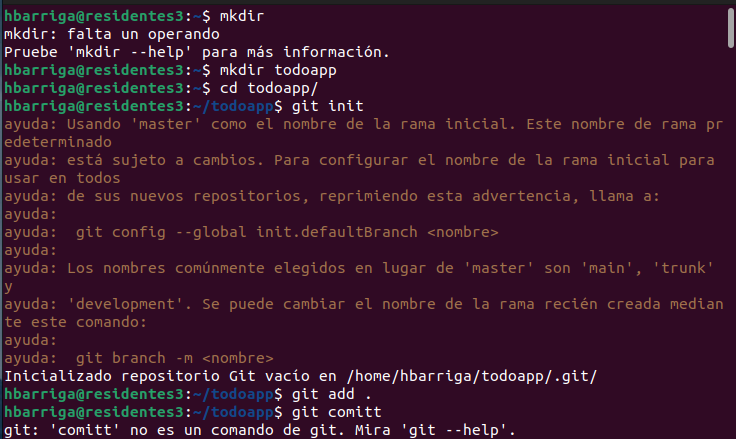 hbarriga@residentes3:~$ mkdir
mkdir: falta un operando
Pruebe 'mkdir --help' para más información.
hbarriga@residentes3:~$ mkdir todoapp
hbarriga@residentes3:~$ cd todoapp/
hbarriga@residentes3:~/todoapp$ git init
ayuda: Usando 'master' como el nombre de la rama inicial. Este nombre de rama pr
edeterminado
ayuda: está sujeto a cambios. Para configurar el nombre de la rama inicial para
usar en todos
ayuda: de sus nuevos repositorios, reprimiendo esta advertencia, llama a:
ayuda:
ayuda:  git config --global init.defaultBranch <nombre>
ayuda:
ayuda: Los nombres comúnmente elegidos en lugar de 'master' son 'main', 'trunk'
y
ayuda: 'development'. Se puede cambiar el nombre de la rama recién creada median
te este comando:
ayuda:
ayuda:  git branch -m <nombre>
Inicializado repositorio Git vacío en /home/hbarriga/todoapp/.git/
hbarriga@residentes3:~/todoapp$ git add .
hbarriga@residentes3:~/todoapp$ git comitt
git: 'comitt' no es un comando de git. Mira 'git --help'.